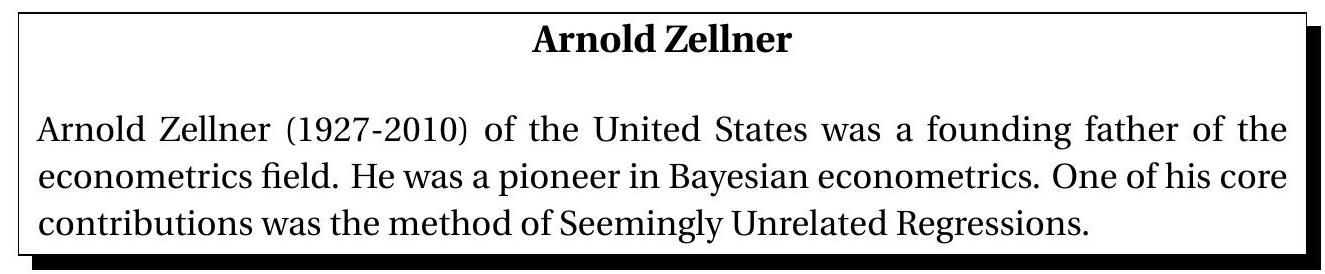 Arnold Zellner
Arnold Zellner (1927-2010) of the United States was a founding father of the
econometrics field. He was a pioneer in Bayesian econometrics. One of his core
contributions was the method of Seemingly Unrelated Regressions.